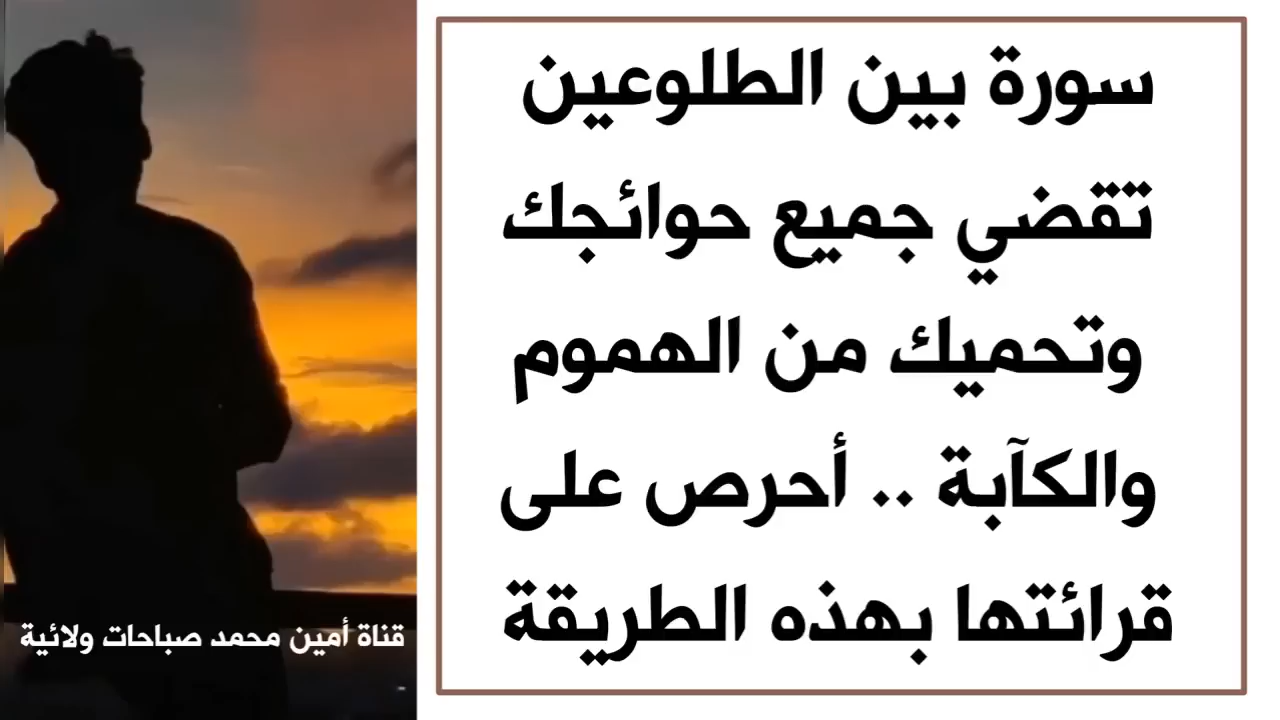 سورة بين الطلوعين
تقضي جميع حوائجك
وتحميك من الهموم
والكآبة .. أحرص على
قرائتها بهذه الطريقة
قناة أمين محمد صباحات ولائية